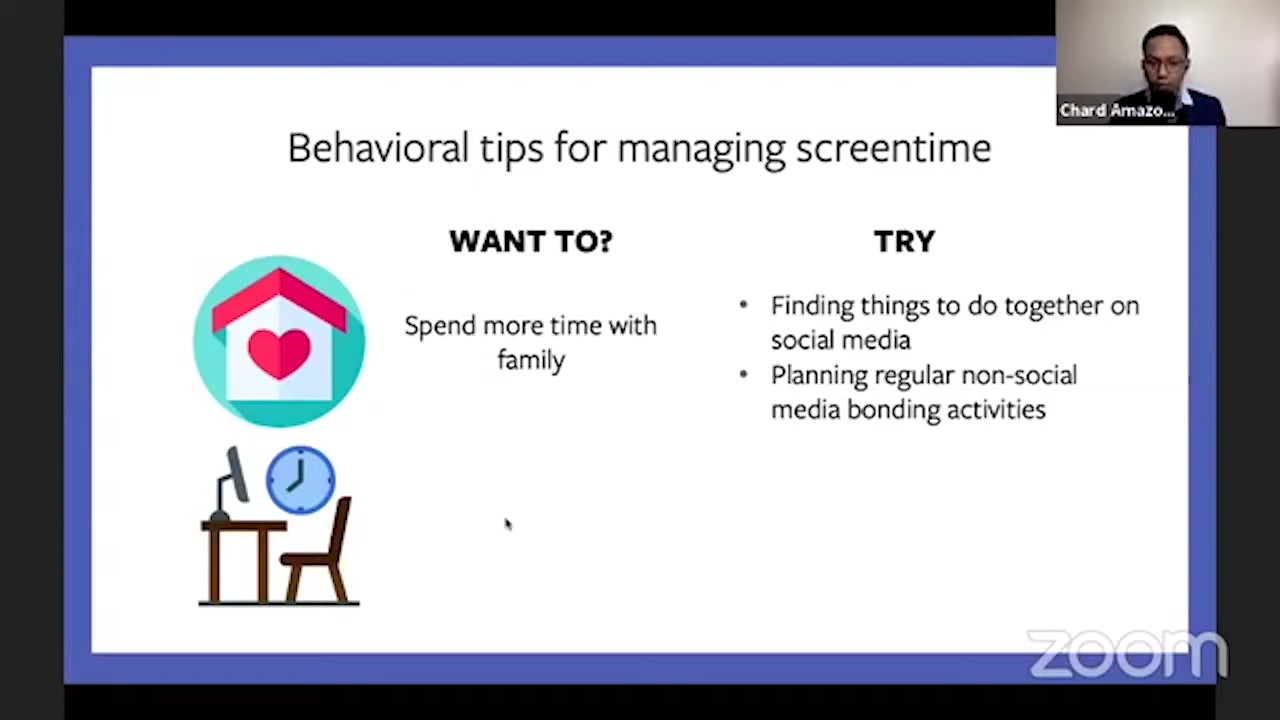 Chard Amazo...
Behavioral tips for managing screentime
WANT TO?
TRY
Spend more time with
family
• Finding things to do together on
social media
• Planning regular non-social
media bonding activities
zoom